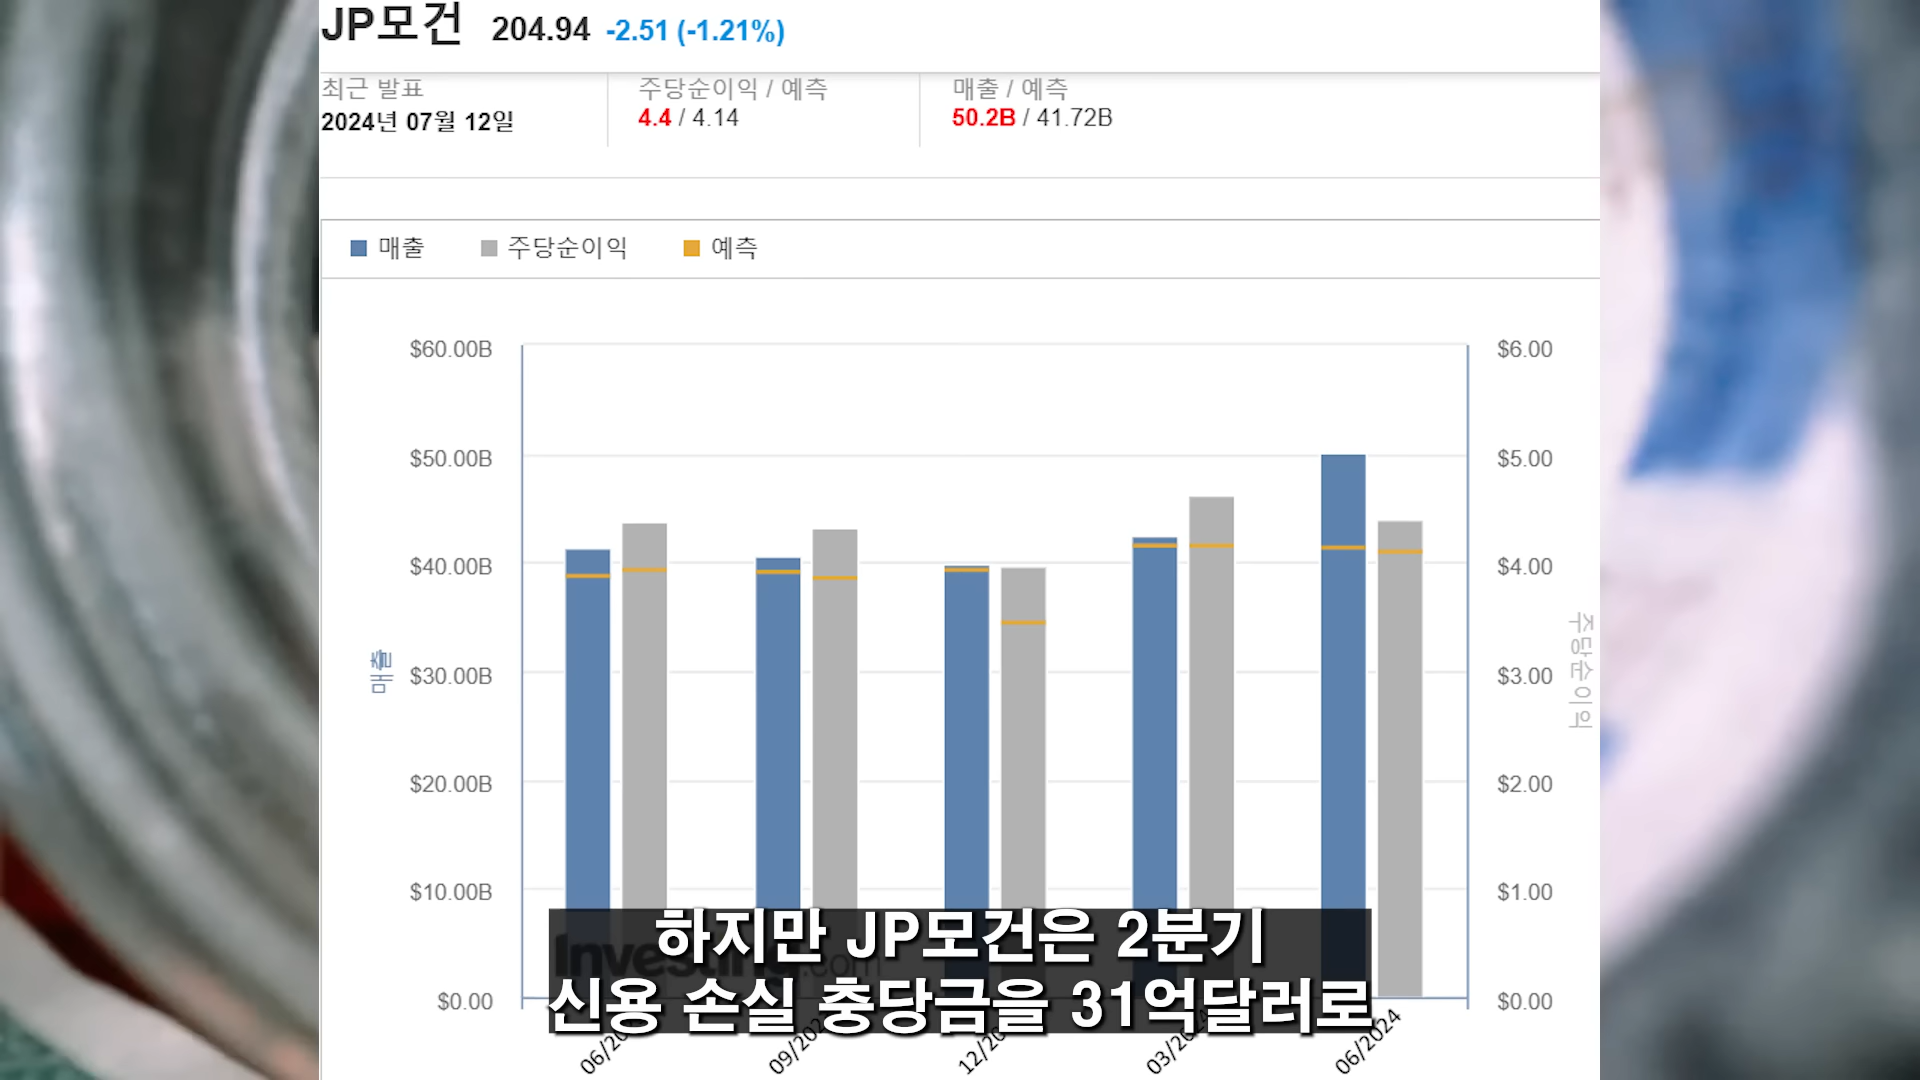 JP모건 204.94 -2.51 (-1.21%)
최근 발표 주당순이익 / 예측 매출 / 예측
2024년 07월 12일 4.4 / 4.14 50.2B / 41.72B
매출 주당순이익 예측
$60.00B $6.00
$50.00B $5.00
$40.00B $4.00
$30.00B $3.00
$20.00B $2.00
$10.00B $1.00
$0.00 $0.00
매출
주당순이익
Investing.com
하지만 JP모건은 2분기
신용 손실 충당금을 31억달러로
06/2024